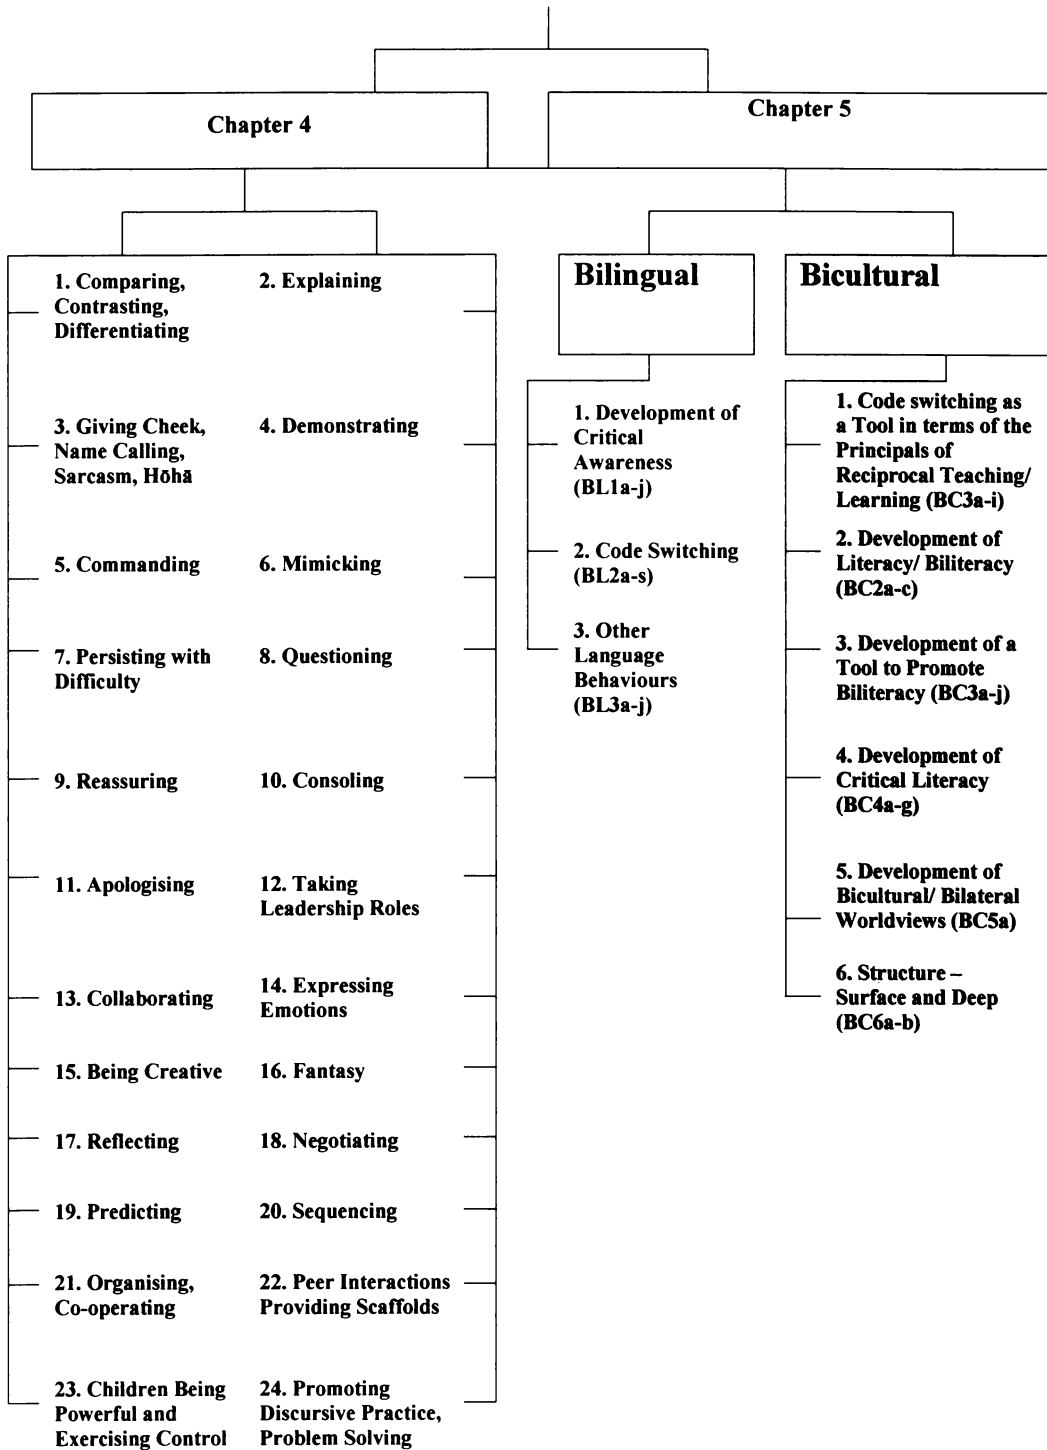 Chapter 4
Chapter 5
1. Comparing,
Contrasting,
Differentiating
2. Explaining
3. Giving Cheek,
Name Calling,
Sarcasm, Hōhā
4. Demonstrating
5. Commanding
6. Mimicking
7. Persisting with
Difficulty
8. Questioning
9. Reassuring
10. Consoling
11. Apologising
12. Taking
Leadership Roles
13. Collaborating
14. Expressing
Emotions
15. Being Creative
16. Fantasy
17. Reflecting
18. Negotiating
19. Predicting
20. Sequencing
21. Organising,
Co-operating
22. Peer Interactions
Providing Scaffolds
23. Children Being
Powerful and
Exercising Control
24. Promoting
Discursive Practice,
Problem Solving
Bilingual
1. Development of
Critical
Awareness
(BL1a-j)
2. Code Switching
(BL2a-s)
3. Other
Language
Behaviours
(BL3a-j)
Bicultural
1. Code switching as
a Tool in terms of the
Principals of
Reciprocal Teaching/
Learning (BC3a-i)
2. Development of
Literacy/ Biliteracy
(BC2a-c)
3. Development of a
Tool to Promote
Biliteracy (BC3a-j)
4. Development of
Critical Literacy
(BC4a-g)
5. Development of
Bicultural/ Bilateral
Worldviews (BC5a)
6. Structure –
Surface and Deep
(BC6a-b)